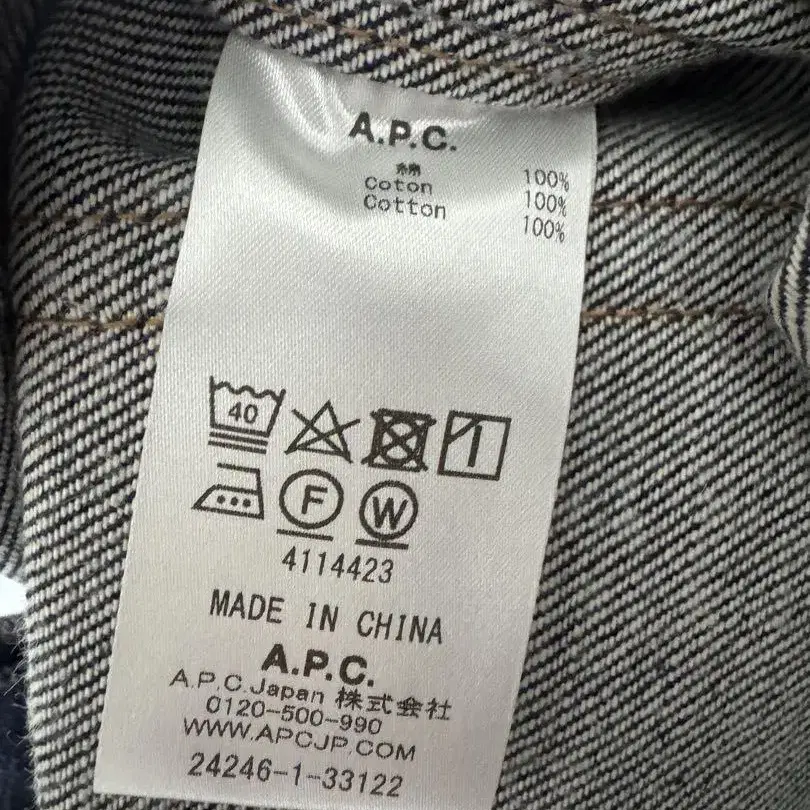 A.P.C.
綿 100%
Coton 100%
Cotton 100%
40
F W
4114423
MADE IN CHINA
A.P.C.
A.P.C.Japan 株式会社
0120-500-990
WWW.APCJP.COM
24246-1-33122